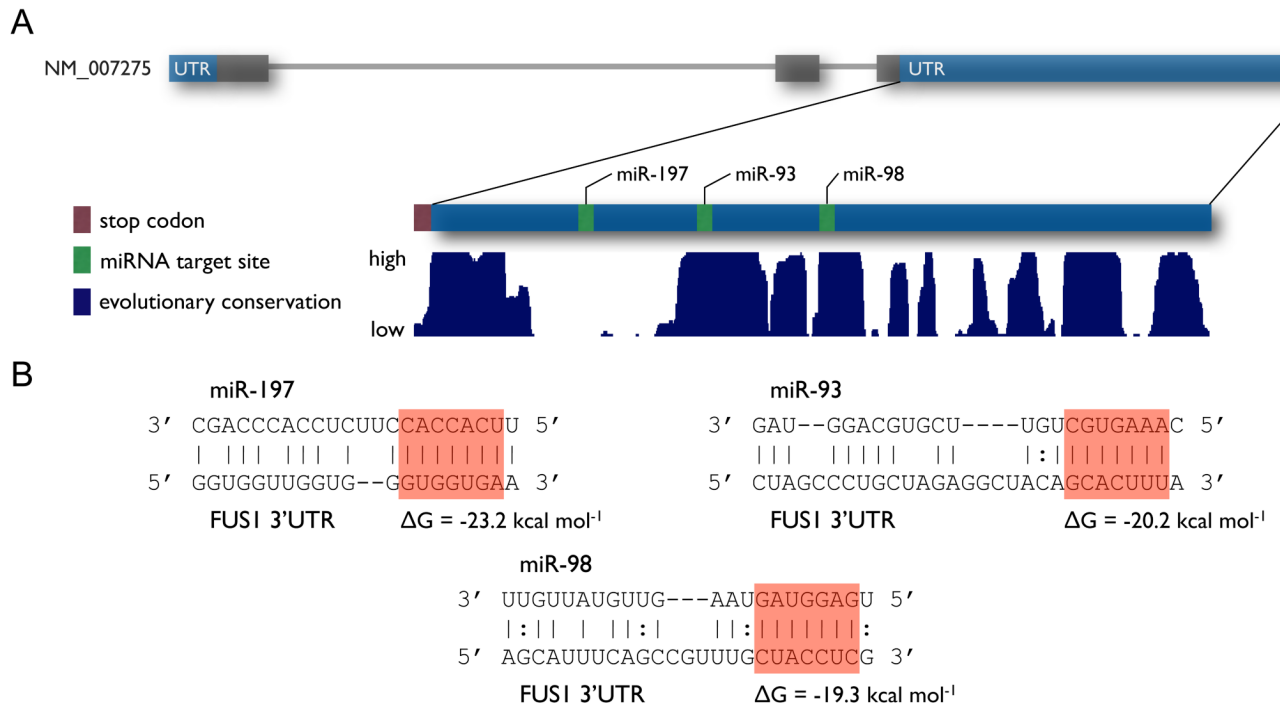 A
NM_007275
UTR
UTR
miR-197
miR-93
miR-98
stop codon
miRNA target site
evolutionary conservation
high
low
B
miR-197
3′ CGACCCACCUCUUCCACCACUU 5′
| ||| ||| | ||||||||| 
5′ GGUGGUUGGUG--GGUGGUGAA 3′
FUS1 3’UTR
ΔG = -23.2 kcal mol⁻¹
miR-93
3′ GAU--GGACGUGCU----UGUCGUGAAAC 5′
||| ||||| || |:||||||||
5′ CUAGCCCUGCUAGAGGCUACAGCACUUUA 3′
FUS1 3’UTR
ΔG = -20.2 kcal mol⁻¹
miR-98
3′ UUGUUAUGUUG---AAUGAUGGAGU 5′
|:|| | ||:| ||:|||||||:
5′ AGCAUUUCAGCCGUUUGCUACCUCG 3′
FUS1 3’UTR
ΔG = -19.3 kcal mol⁻¹